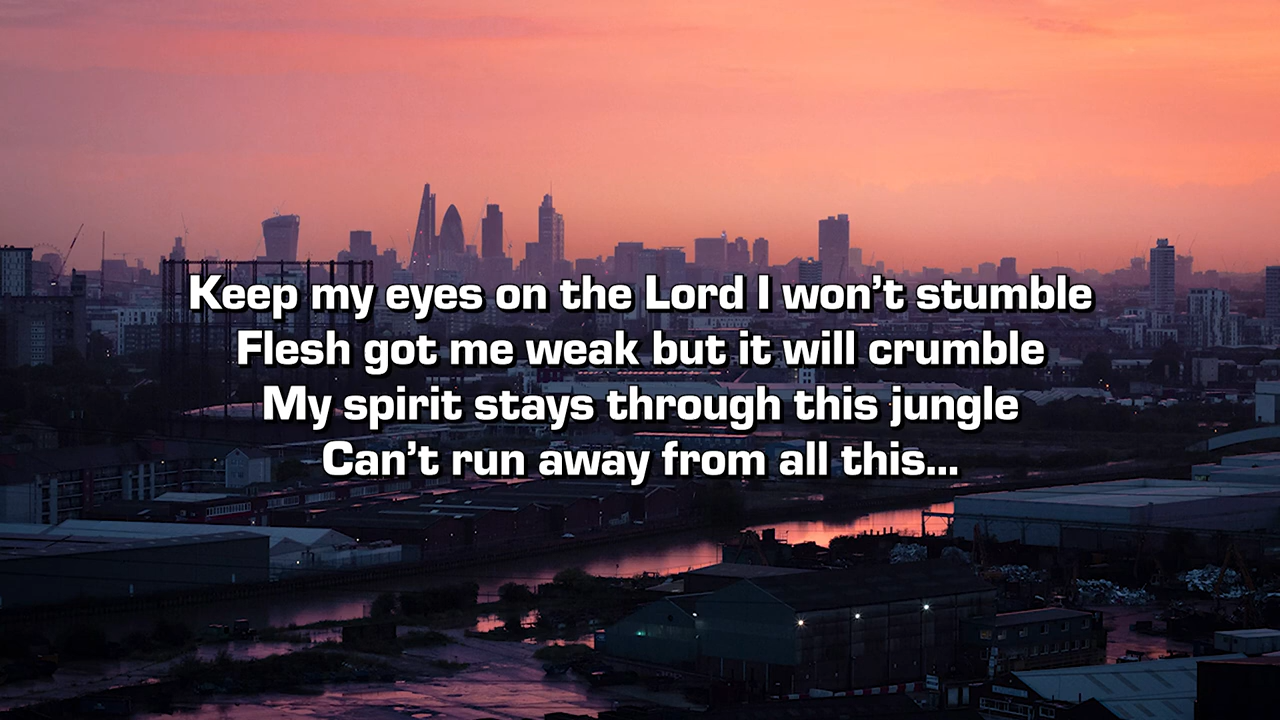 Keep my eyes on the Lord I won’t stumble
Flesh got me weak but it will crumble
My spirit stays through this jungle
Can’t run away from all this...